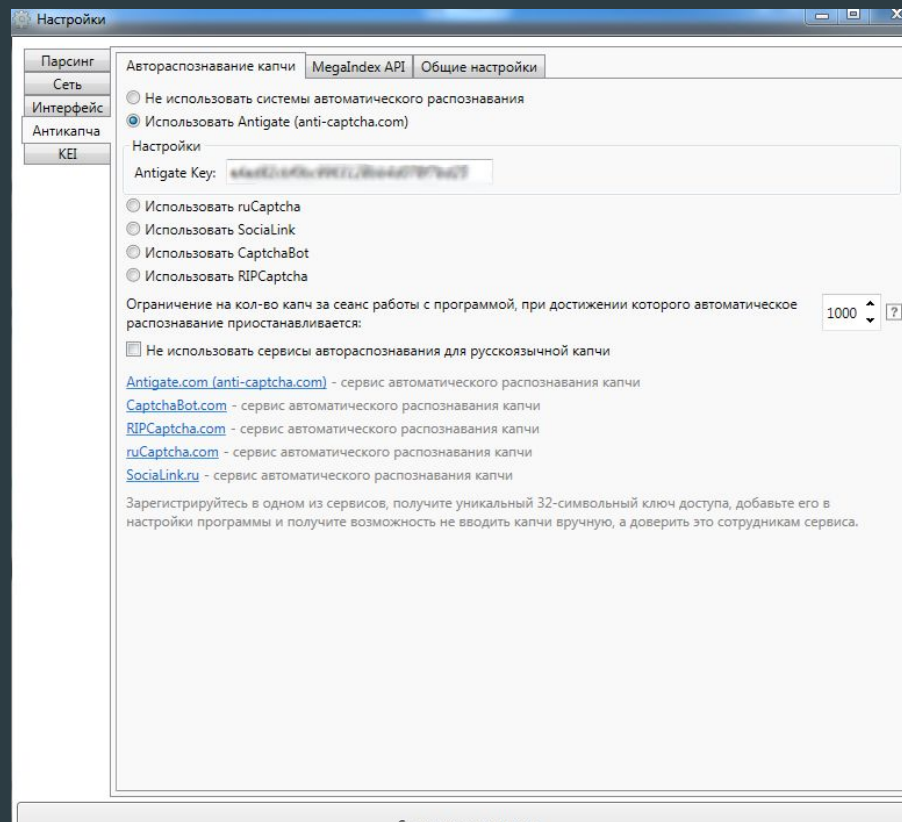 Настройки
Парсинг
Сеть
Интерфейс
Антикапча
KEI
Автораспознавание капчи
MegaIndex API
Общие настройки
Не использовать системы автоматического распознавания
Использовать Antigate (anti-captcha.com)
Настройки
Antigate Key:
Использовать ruCaptcha
Использовать SociaLink
Использовать CaptchaBot
Использовать RIPCaptcha
Ограничение на кол-во капч за сеанс работы с программой, при достижении которого автоматическое
распознавание приостанавливается:
1000
?
Не использовать сервисы автораспознавания для русскоязычной капчи
Antigate.com (anti-captcha.com) - сервис автоматического распознавания капчи
CaptchaBot.com - сервис автоматического распознавания капчи
RIPCaptcha.com - сервис автоматического распознавания капчи
ruCaptcha.com - сервис автоматического распознавания капчи
SociaLink.ru - сервис автоматического распознавания капчи
Зарегистрируйтесь в одном из сервисов, получите уникальный 32-символьный ключ доступа, добавьте его в
настройки программы и получите возможность не вводить капчи вручную, а доверить это сотрудникам сервиса.